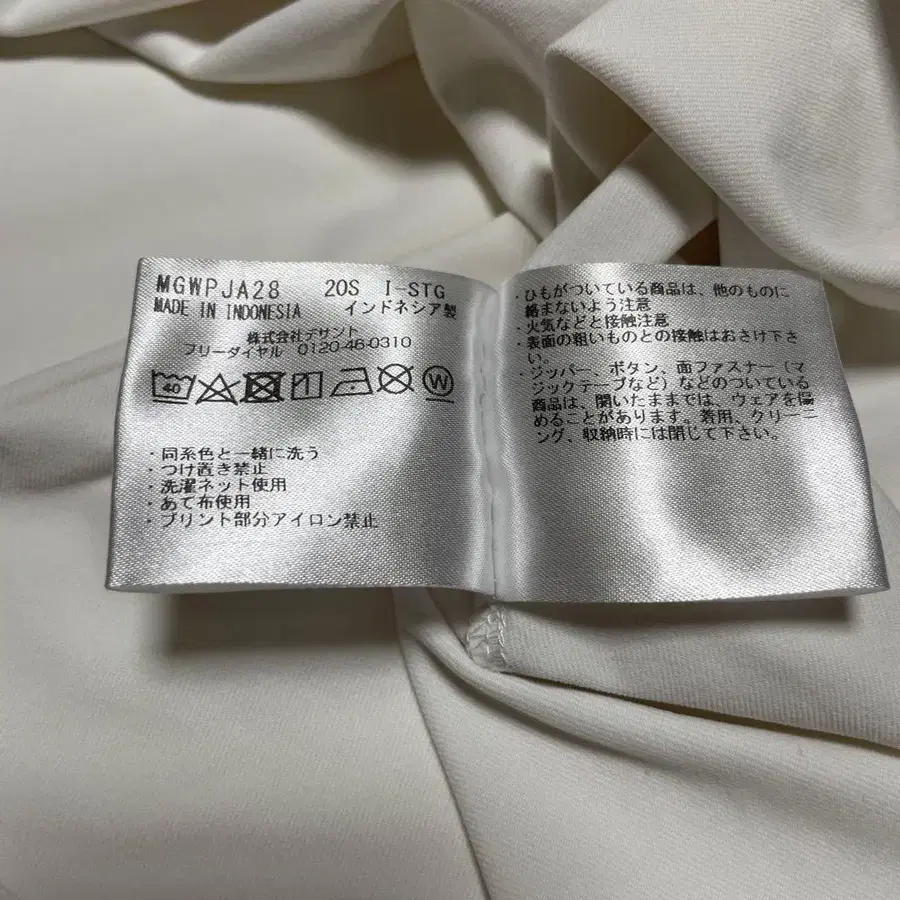 MGWPJA28 20S I-STG
MADE IN INDONESIA インドネシア製
株式会社デサント
フリーダイヤル 0120-46-0310
40 W
・同系色と一緒に洗う
・つけ置き禁止
・洗濯ネット使用
・あて布使用
・プリント部分アイロン禁止
・ひもがついている商品は、他のものに
絡まないよう注意
・火気などと接触注意
・表面の粗いものとの接触はおさけ下さ
い。
・ジッパー、ボタン、面ファスナー（マ
ジックテープなど）などのついている
商品は、開いたままでは、ウェアを傷
めることがあります。着用、クリーニ
ング、収納時には閉じて下さい。